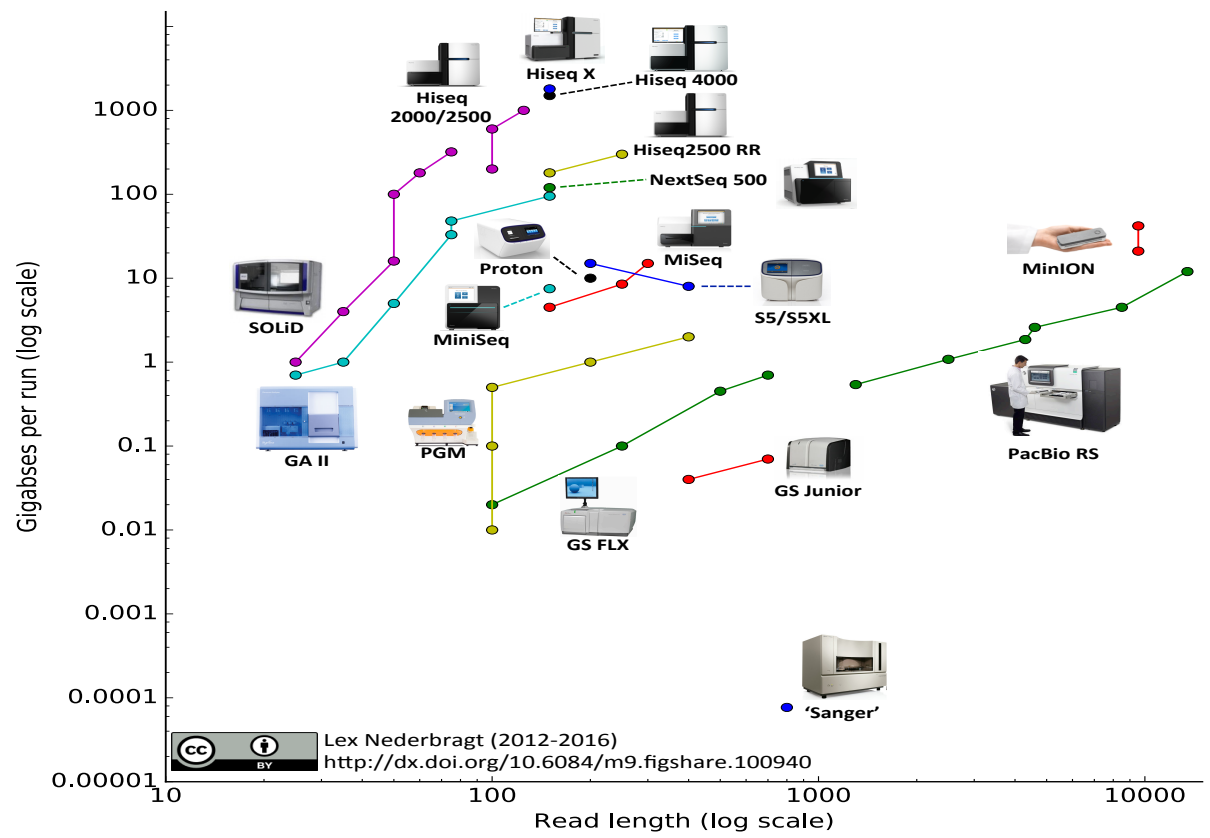 Hiseq X
Hiseq 4000
Hiseq
2000/2500
Hiseq2500 RR
NextSeq 500
Proton
MiSeq
MinION
SOLiD
MiniSeq
S5/S5XL
GA II
PGM
PacBio RS
GS Junior
GS FLX
'Sanger'
Gigabses per run (log scale)
1000
100
10
1
0.1
0.01
0.001
0.0001
0.00001
cc
BY
Lex Nederbragt (2012-2016)
http://dx.doi.org/10.6084/m9.figshare.100940
10
100
1000
10000
Read length (log scale)